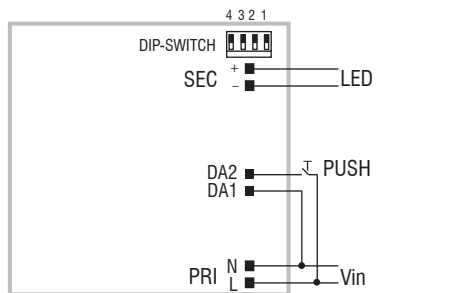 4 3 2 1
DIP-SWITCH
+
SEC
LED
–
DA2
PUSH
DA1
N
PRI
Vin
L